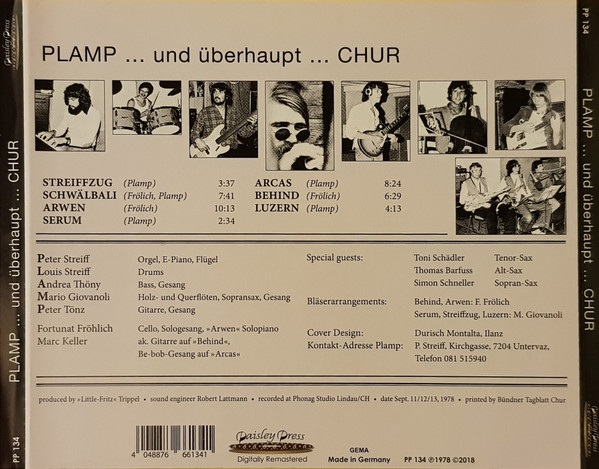 PLAMP ... und überhaupt ... CHUR
STREIFFZUG (Plamp) 3:37
SCHWÄLBALI (Frölich, Plamp) 7:41
ARWEN (Frölich) 10:13
SERUM (Plamp) 2:34
ARCAS (Plamp) 8:24
BEHIND (Frölich) 6:29
LUZERN (Plamp) 4:13
Peter Streiff Orgel, E-Piano, Flügel
Louis Streiff Drums
Andrea Thöny Bass, Gesang
Mario Giovanoli Holz- und Querflöten, Sopransax, Gesang
Peter Tönz Gitarre, Gesang
Fortunat Fröhlich Cello, Sologesang, »Arwen« Solopiano
Marc Keller ak. Gitarre auf »Behind«,
Be-bob-Gesang auf »Arcas«
Special guests: Toni Schädler Tenor-Sax
Thomas Barfuss Alt-Sax
Simon Schneller Sopran-Sax
Bläserarrangements: Behind, Arwen: F. Frölich
Serum, Streiffzug, Luzern: M. Giovanoli
Cover Design: Durisch Montalta, Ilanz
Kontakt-Adresse Plamp: P. Streiff, Kirchgasse, 7204 Untervaz,
Telefon 081 515940
produced by »Little-Fritz« Trippel • sound engineer Robert Lattmann • recorded at Phonag Studio Lindau/CH • date Sept. 11/12/13, 1978 • printed by Bündner Tagblatt Chur
4 048876 661341
Paisley Press
Digitally Remastered
GEMA
Made in Germany
PP 134 ℗1978 ©2018
Paisley Press
PLAMP ... und überhaupt ... CHUR
PP 134
PP 134
PLAMP ... und überhaupt ... CHUR
Paisley Press